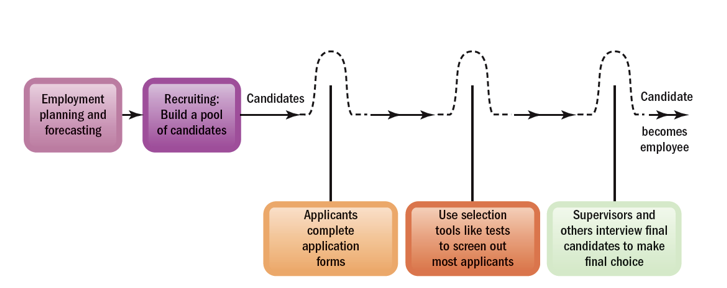 Employment
planning and
forecasting
Recruiting:
Build a pool
of candidates
Candidates
Candidate
becomes
employee
Applicants
complete
application
forms
Use selection
tools like tests
to screen out
most applicants
Supervisors and
others interview final
candidates to make
final choice